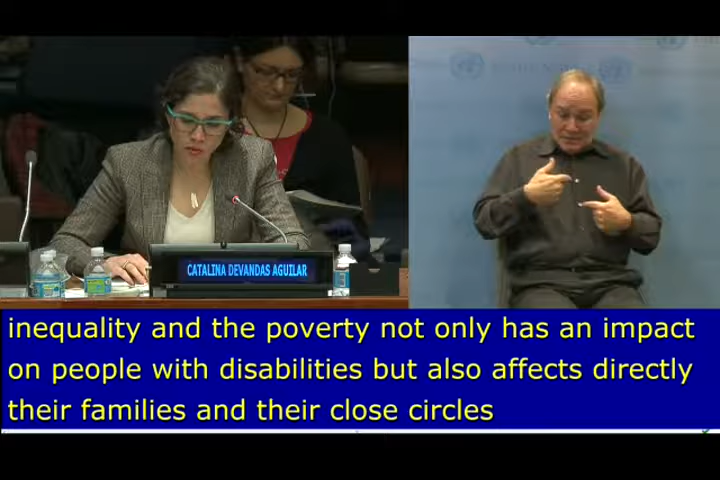 CATALINA DEVANDAS AGUILAR
inequality and the poverty not only has an impact
on people with disabilities but also affects directly
their families and their close circles